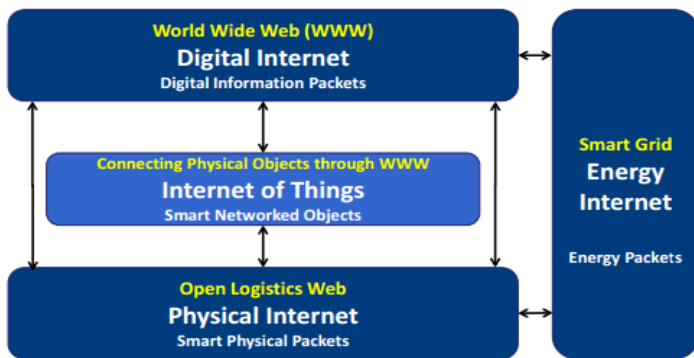 World Wide Web (WWW)
Digital Internet
Digital Information Packets
Connecting Physical Objects through WWW
Internet of Things
Smart Networked Objects
Open Logistics Web
Physical Internet
Smart Physical Packets
Smart Grid
Energy
Internet
Energy Packets